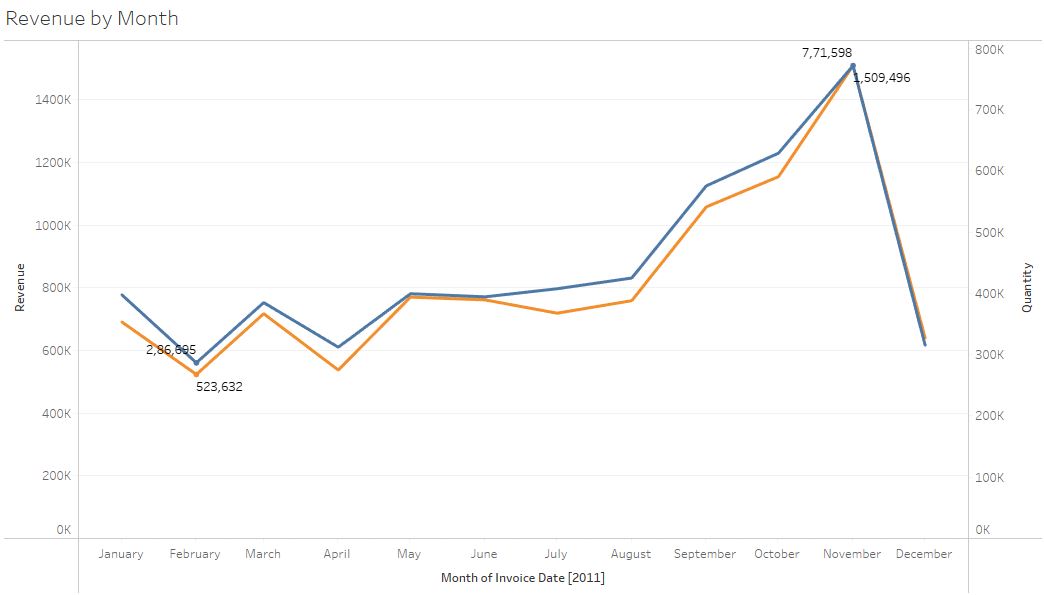 Revenue by Month
Revenue
1400K
1200K
1000K
800K
600K
400K
200K
0K
7,71,598
1,509,496
2,86,695
523,632
800K
700K
600K
500K
400K
300K
200K
100K
0K
Quantity
January February March April May June July August September October November December
Month of Invoice Date [2011]